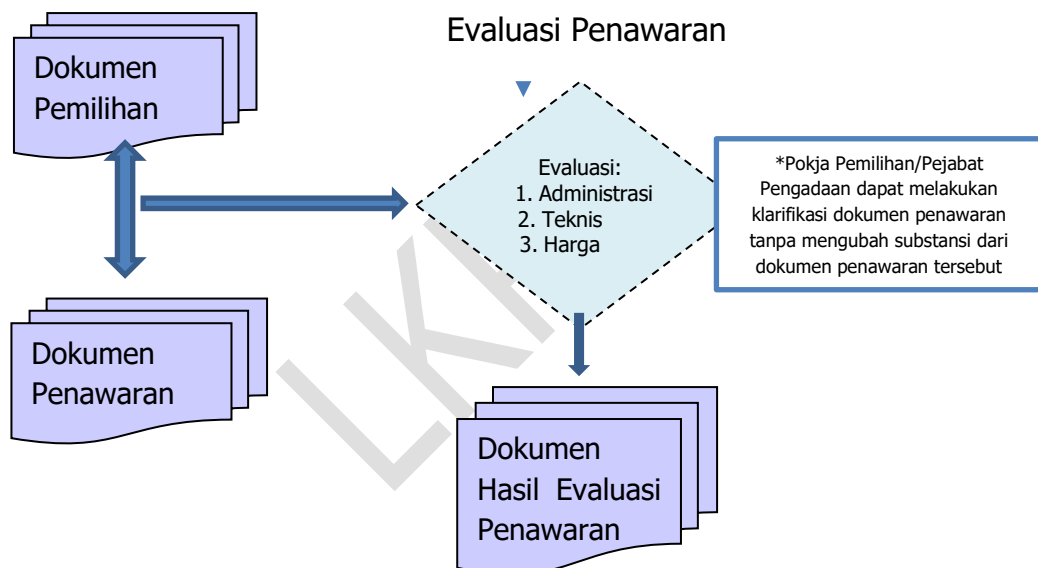 Evaluasi Penawaran
Dokumen
Pemilihan
Evaluasi:
1. Administrasi
2. Teknis
3. Harga
*Pokja Pemilihan/Pejabat
Pengadaan dapat melakukan
klarifikasi dokumen penawaran
tanpa mengubah substansi dari
dokumen penawaran tersebut
Dokumen
Penawaran
Dokumen
Hasil Evaluasi
Penawaran